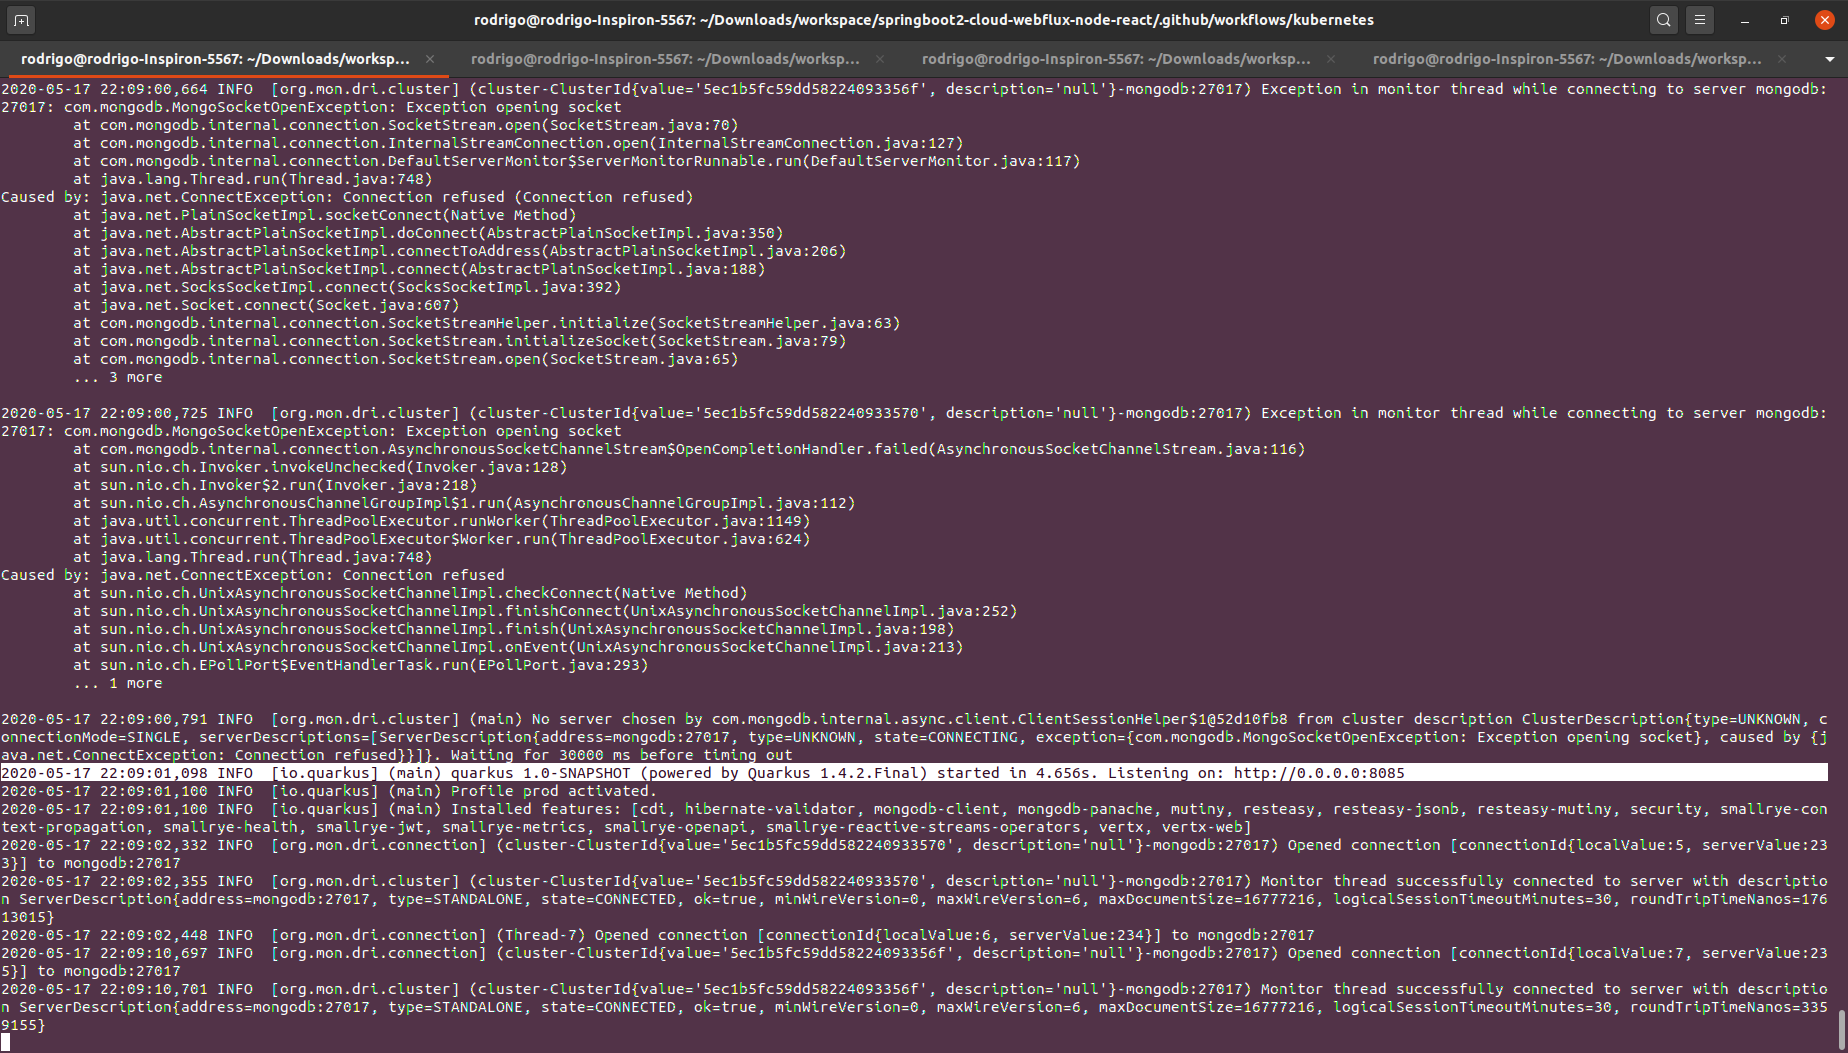 rodrigo@rodrigo-Inspiron-5567: ~/Downloads/workspace/springboot2-cloud-webflux-node-react/.github/workflows/kubernetes
rodrigo@rodrigo-Inspiron-5567: ~/Downloads/worksp... rodrigo@rodrigo-Inspiron-5567: ~/Downloads/worksp... rodrigo@rodrigo-Inspiron-5567: ~/Downloads/worksp... rodrigo@rodrigo-Inspiron-5567: ~/Downloads/worksp...
2020-05-17 22:09:00,664 INFO  [org.mon.dri.cluster] (cluster-ClusterId{value='5ec1b5fc59dd58224093356f', description='null'}-mongodb:27017) Exception in monitor thread while connecting to server mongodb:
27017: com.mongodb.MongoSocketOpenException: Exception opening socket
        at com.mongodb.internal.connection.SocketStream.open(SocketStream.java:70)
        at com.mongodb.internal.connection.InternalStreamConnection.open(InternalStreamConnection.java:127)
        at com.mongodb.internal.connection.DefaultServerMonitor$ServerMonitorRunnable.run(DefaultServerMonitor.java:117)
        at java.lang.Thread.run(Thread.java:748)
Caused by: java.net.ConnectException: Connection refused (Connection refused)
        at java.net.PlainSocketImpl.socketConnect(Native Method)
        at java.net.AbstractPlainSocketImpl.doConnect(AbstractPlainSocketImpl.java:350)
        at java.net.AbstractPlainSocketImpl.connectToAddress(AbstractPlainSocketImpl.java:206)
        at java.net.AbstractPlainSocketImpl.connect(AbstractPlainSocketImpl.java:188)
        at java.net.SocksSocketImpl.connect(SocksSocketImpl.java:392)
        at java.net.Socket.connect(Socket.java:607)
        at com.mongodb.internal.connection.SocketStreamHelper.initialize(SocketStreamHelper.java:63)
        at com.mongodb.internal.connection.SocketStream.initializeSocket(SocketStream.java:79)
        at com.mongodb.internal.connection.SocketStream.open(SocketStream.java:65)
        ... 3 more
2020-05-17 22:09:00,725 INFO  [org.mon.dri.cluster] (cluster-ClusterId{value='5ec1b5fc59dd582240933570', description='null'}-mongodb:27017) Exception in monitor thread while connecting to server mongodb:
27017: com.mongodb.MongoSocketOpenException: Exception opening socket
        at com.mongodb.internal.connection.AsynchronousSocketChannelStream$OpenCompletionHandler.failed(AsynchronousSocketChannelStream.java:116)
        at sun.nio.ch.Invoker.invokeUnchecked(Invoker.java:128)
        at sun.nio.ch.Invoker$2.run(Invoker.java:218)
        at sun.nio.ch.AsynchronousChannelGroupImpl$1.run(AsynchronousChannelGroupImpl.java:112)
        at java.util.concurrent.ThreadPoolExecutor.runWorker(ThreadPoolExecutor.java:1149)
        at java.util.concurrent.ThreadPoolExecutor$Worker.run(ThreadPoolExecutor.java:624)
        at java.lang.Thread.run(Thread.java:748)
Caused by: java.net.ConnectException: Connection refused
        at sun.nio.ch.UnixAsynchronousSocketChannelImpl.checkConnect(Native Method)
        at sun.nio.ch.UnixAsynchronousSocketChannelImpl.finishConnect(UnixAsynchronousSocketChannelImpl.java:252)
        at sun.nio.ch.UnixAsynchronousSocketChannelImpl.finish(UnixAsynchronousSocketChannelImpl.java:198)
        at sun.nio.ch.UnixAsynchronousSocketChannelImpl.onEvent(UnixAsynchronousSocketChannelImpl.java:213)
        at sun.nio.ch.EPollPort$EventHandlerTask.run(EPollPort.java:293)
        ... 1 more
2020-05-17 22:09:00,791 INFO  [org.mon.dri.cluster] (main) No server chosen by com.mongodb.internal.async.client.ClientSessionHelper$1@52d10fb8 from cluster description ClusterDescription{type=UNKNOWN, c
onnectionMode=SINGLE, serverDescriptions=[ServerDescription{address=mongodb:27017, type=UNKNOWN, state=CONNECTING, exception={com.mongodb.MongoSocketOpenException: Exception opening socket}, caused by {j
ava.net.ConnectException: Connection refused}}]}. Waiting for 30000 ms before timing out
2020-05-17 22:09:01,098 INFO  [io.quarkus] (main) quarkus 1.0-SNAPSHOT (powered by Quarkus 1.4.2.Final) started in 4.656s. Listening on: http://0.0.0.0:8085
2020-05-17 22:09:01,100 INFO  [io.quarkus] (main) Profile prod activated.
2020-05-17 22:09:01,100 INFO  [io.quarkus] (main) Installed features: [cdi, hibernate-validator, mongodb-client, mongodb-panache, mutiny, resteasy, resteasy-jsonb, resteasy-mutiny, security, smallrye-con
text-propagation, smallrye-health, smallrye-jwt, smallrye-metrics, smallrye-openapi, smallrye-reactive-streams-operators, vertx, vertx-web]
2020-05-17 22:09:02,332 INFO  [org.mon.dri.connection] (cluster-ClusterId{value='5ec1b5fc59dd582240933570', description='null'}-mongodb:27017) Opened connection [connectionId{localValue:5, serverValue:23
3}] to mongodb:27017
2020-05-17 22:09:02,355 INFO  [org.mon.dri.cluster] (cluster-ClusterId{value='5ec1b5fc59dd582240933570', description='null'}-mongodb:27017) Monitor thread successfully connected to server with descriptio
n ServerDescription{address=mongodb:27017, type=STANDALONE, state=CONNECTED, ok=true, minWireVersion=0, maxWireVersion=6, maxDocumentSize=16777216, logicalSessionTimeoutMinutes=30, roundTripTimeNanos=176
13015}
2020-05-17 22:09:02,448 INFO  [org.mon.dri.connection] (Thread-7) Opened connection [connectionId{localValue:6, serverValue:234}] to mongodb:27017
2020-05-17 22:09:10,697 INFO  [org.mon.dri.connection] (cluster-ClusterId{value='5ec1b5fc59dd58224093356f', description='null'}-mongodb:27017) Opened connection [connectionId{localValue:7, serverValue:23
5}] to mongodb:27017
2020-05-17 22:09:10,701 INFO  [org.mon.dri.cluster] (cluster-ClusterId{value='5ec1b5fc59dd58224093356f', description='null'}-mongodb:27017) Monitor thread successfully connected to server with descriptio
n ServerDescription{address=mongodb:27017, type=STANDALONE, state=CONNECTED, ok=true, minWireVersion=0, maxWireVersion=6, maxDocumentSize=16777216, logicalSessionTimeoutMinutes=30, roundTripTimeNanos=335
9155}